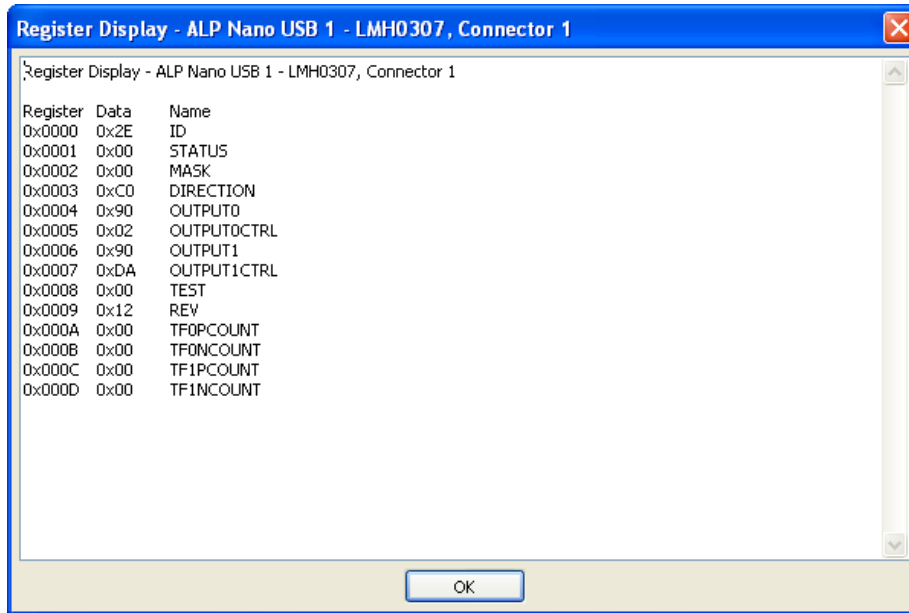 Register Display - ALP Nano USB 1 - LMH0307, Connector 1
Register Display - ALP Nano USB 1 - LMH0307, Connector 1
Register Data Name
0x0000 0x2E ID
0x0001 0x00 STATUS
0x0002 0x00 MASK
0x0003 0xC0 DIRECTION
0x0004 0x90 OUTPUT0
0x0005 0x02 OUTPUT0CTRL
0x0006 0x90 OUTPUT1
0x0007 0xDA OUTPUT1CTRL
0x0008 0x00 TEST
0x0009 0x12 REV
0x000A 0x00 TF0PCOUNT
0x000B 0x00 TF0NCOUNT
0x000C 0x00 TF1PCOUNT
0x000D 0x00 TF1NCOUNT
OK